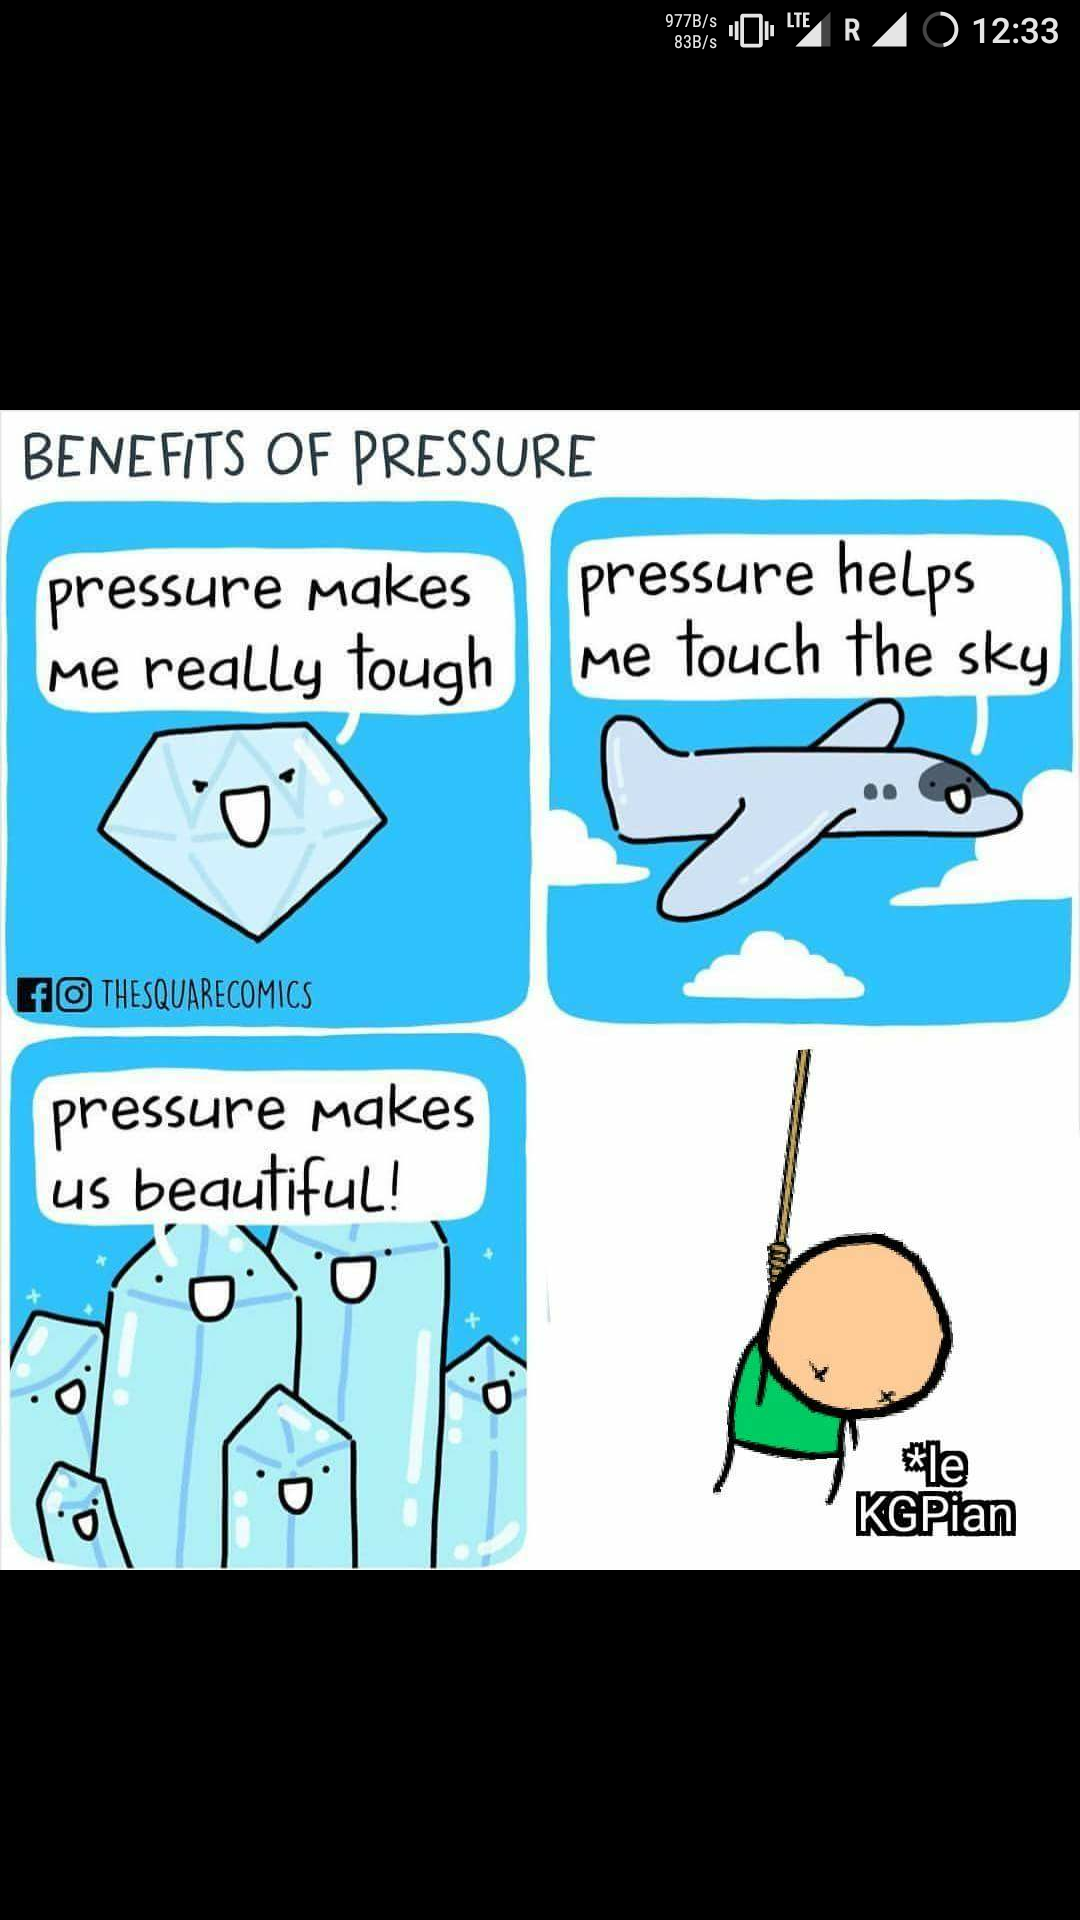 977B/s
83B/s
LTE
R
12:33
BENEFITS OF PRESSURE
pressure makes
me really tough
pressure helps
me touch the sky
THESQUARECOMICS
pressure makes
us beautiful!
*le
KGPian